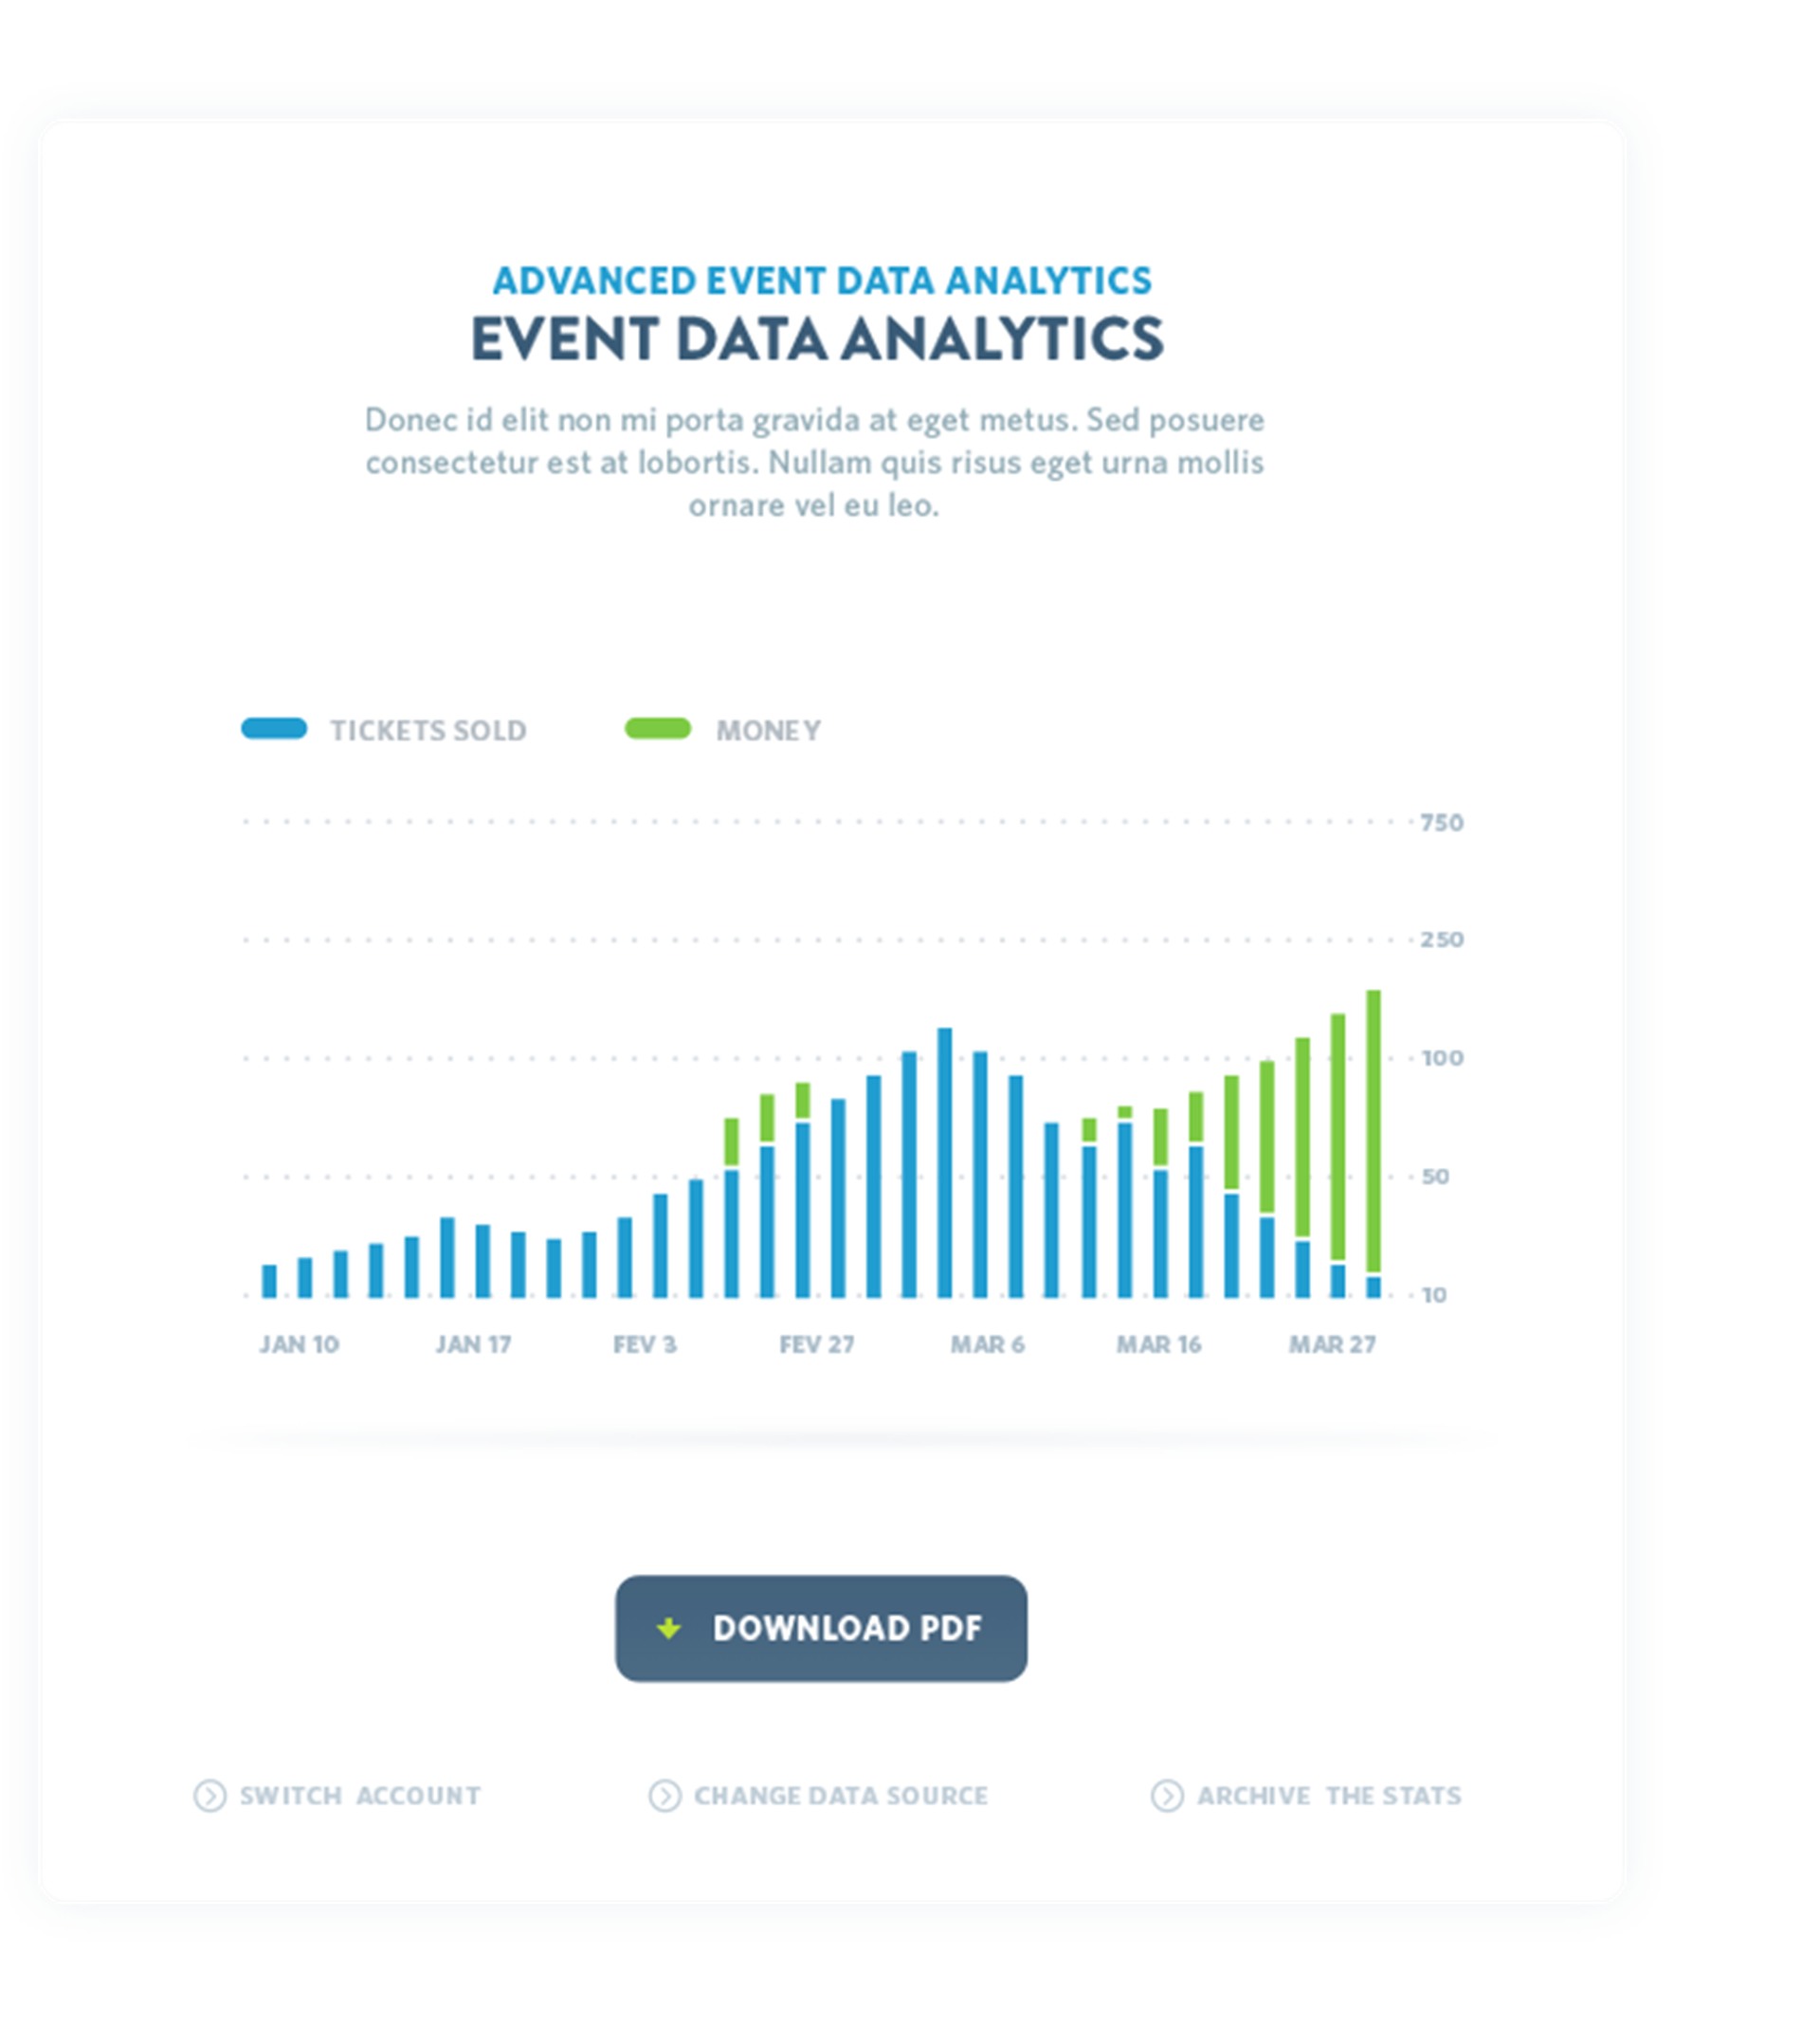 ADVANCED EVENT DATA ANALYTICS
EVENT DATA ANALYTICS
Donec id elit non mi porta gravida at eget metus. Sed posuere
consectetur est at lobortis. Nullam quis risus eget urna mollis
ornare vel eu leo.
TICKETS SOLD MONEY
750
250
100
50
10
JAN 10 JAN 17 FEV 3 FEV 27 MAR 6 MAR 16 MAR 27
DOWNLOAD PDF
SWITCH ACCOUNT CHANGE DATA SOURCE ARCHIVE THE STATS